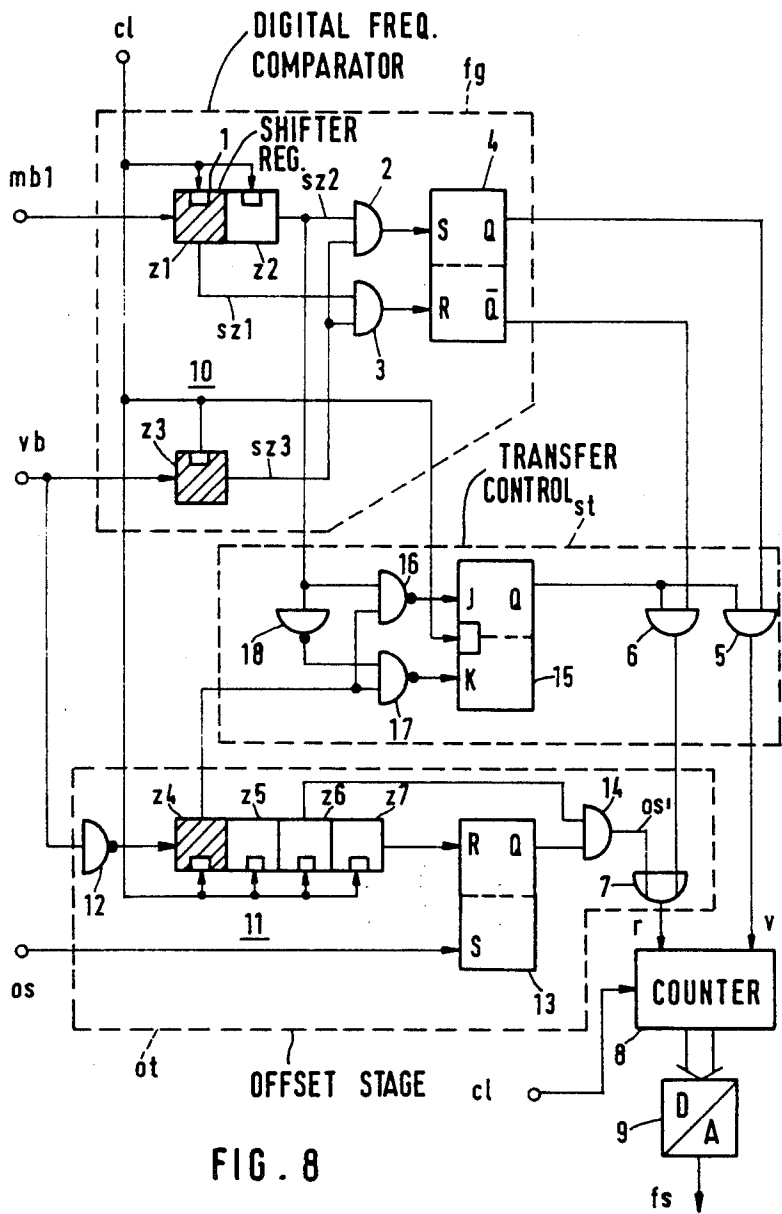 cl
DIGITAL FREQ.
COMPARATOR
fg
1
SHIFTER
REG.
mb1
sz2
2
4
S Q
z1
z2
sz1
R Q̅
3
10
vb
z3
sz3
TRANSFER
CONTROL
st
16
J Q
18
6
5
K
17
15
z4
z5
z6
z7
14
os'
R Q
12
7
11
r
v
S
os
13
COUNTER
8
ot
OFFSET STAGE
cl
D
9
A
FIG. 8
fs